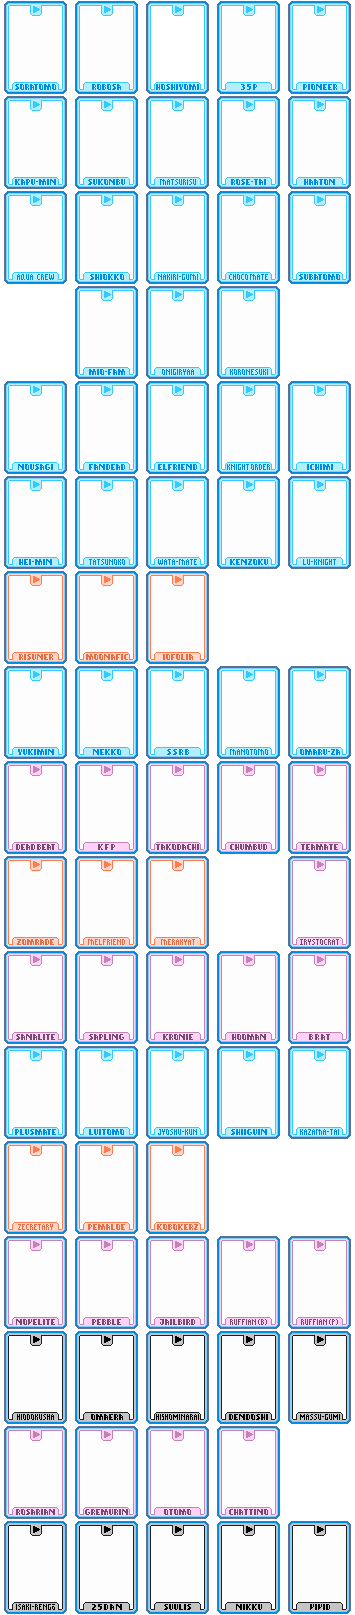 SORATOMO ROBOSA HOSHIYOMI 35P PIONEER
KAPU-MIN SUKONBU MATSURISU ROSE-TAI HAATON
AQUA CREW SHIOKKO NAKIRI-GUMI CHOCOMATE SUBATOMO
MIO-FAM ONIGIRYAA KORONESUKI
NOUSAGI FANDEAD ELFRIEND KNIGHT ORDER ICHIMI
HEI-MIN TATSUNOKO WATA-MATE KENZOKU LU-KNIGHT
RISUNER MOONAFIC IOFOLIA
YUKIMIN NEKKO SSRB MANOTOMO OMARU-ZA
DEADBEAT KFP TAKODACHI CHUMBUD TEAMATE
ZOMRADE MELFRIEND MERAKYAT IRYSTOCRAT
SANALITE SAPLING KRONIE HOOMAN BRAT
PLUSMATE LUITOMO JYOSHU-KUN SHIIGUIN KAZAMA-TAI
ZECRETARY PEMALOE KOBOKERZ
NOVELITE PEBBLE JAILBIRD RUFFIAN(B) RUFFIAN(P)
HIODOKUSHA OMAERA HISHOMINARAI DENDOSHI MASSU-GUMI
ROSARIAN GREMURIN OTOMO CHATTINO
ISAKI-RENGG 25DAN SUULIS NIKKU VIVID